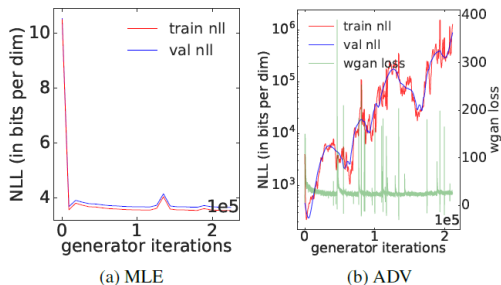 train nll
val nll
NLL (in bits per dim)
10
8
6
4
0
1
2
1e5
generator iterations
(a) MLE
train nll
val nll
wgan loss
NLL (in bits per dim)
10^6
10^5
10^4
10^3
400
300
200
100
0
wgan loss
0
1
2
1e5
generator iterations
(b) ADV